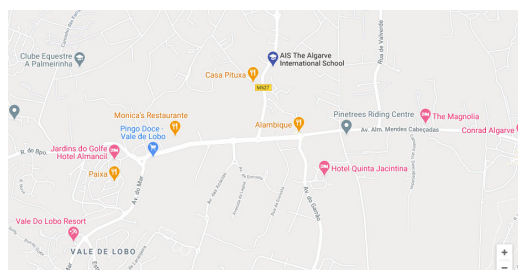 Clube Equestre
A Palmeirinha
AIS The Algarve
International School
Rua de Valverde
Casa Pituxa
M527
Monica's Restaurante
Pingo Doce -
Vale de Lobo
Alambique
Pinetrees Riding Centre
The Magnolia
Conrad Algarve
Av. Alm. Mendes Cabeçadas
R. de Bpo.
Jardins do Golfe
Hotel Almancil
Paixa
Hotel Quinta Jacintina
Av. do Mar
Av. do Garrão
Vale Do Lobo Resort
VALE DE LOBO
+
−